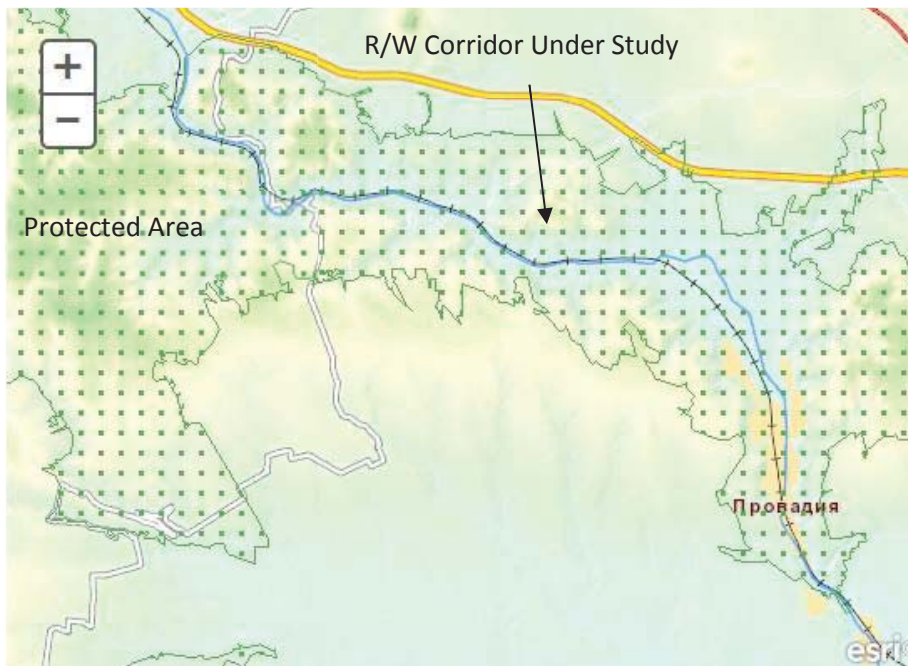 +
R/W Corridor Under Study
−
Protected Area
Провадия
esri